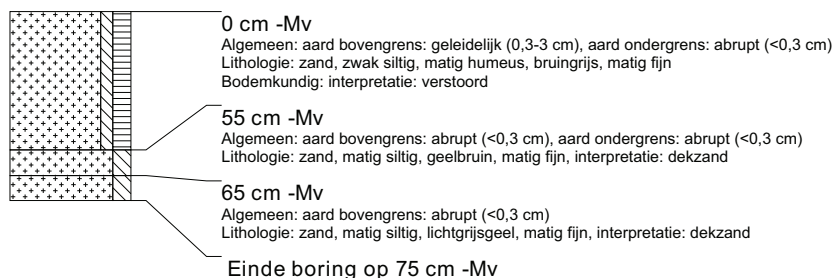 0 cm -Mv
Algemeen: aard bovengrens: geleidelijk (0,3-3 cm), aard ondergrens: abrupt (<0,3 cm)
Lithologie: zand, zwak siltig, matig humeus, bruingrijs, matig fijn
Bodemkundig: interpretatie: verstoord
55 cm -Mv
Algemeen: aard bovengrens: abrupt (<0,3 cm), aard ondergrens: abrupt (<0,3 cm)
Lithologie: zand, matig siltig, geelbruin, matig fijn, interpretatie: dekzand
65 cm -Mv
Algemeen: aard bovengrens: abrupt (<0,3 cm)
Lithologie: zand, matig siltig, lichtgrijsgeel, matig fijn, interpretatie: dekzand
Einde boring op 75 cm -Mv